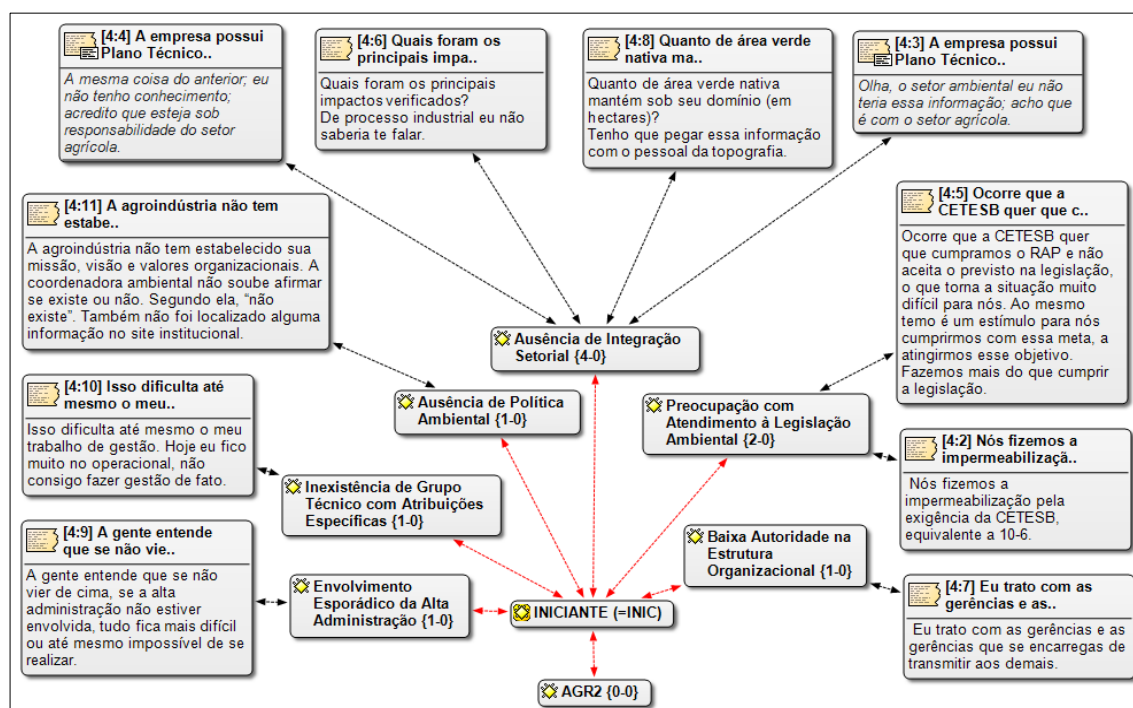 [4:4] A empresa possui
Plano Técnico..
A mesma coisa do anterior; eu
não tenho conhecimento;
acredito que esteja sob
responsabilidade do setor
agrícola.
[4:6] Quais foram os
principais impa..
Quais foram os principais
impactos verificados?
De processo industrial eu não
saberia te falar.
[4:8] Quanto de área verde
nativa ma..
Quanto de área verde nativa
mantém sob seu domínio (em
hectares)?
Tenho que pegar essa informação
com o pessoal da topografia.
[4:3] A empresa possui
Plano Técnico..
Olha, o setor ambiental eu não
teria essa informação; acho que
é com o setor agrícola.
[4:11] A agroindústria não tem
estabe..
A agroindústria não tem estabelecido sua
missão, visão e valores organizacionais. A
coordenadora ambiental não soube afirmar
se existe ou não. Segundo ela, “não
existe”. Também não foi localizado alguma
informação no site institucional.
[4:5] Ocorre que a
CETESB quer que c..
Ocorre que a CETESB quer
que cumpramos o RAP e não
aceita o previsto na legislação,
o que torna a situação muito
difícil para nós. Ao mesmo
temo é um estímulo para nós
cumprirmos com essa meta, a
atingirmos esse objetivo.
Fazemos mais do que cumprir
a legislação.
Ausência de Integração
Setorial {4-0}
Ausência de Política
Ambiental {1-0}
Preocupação com
Atendimento à Legislação
Ambiental {2-0}
[4:10] Isso dificulta até
mesmo o meu..
Isso dificulta até mesmo o meu
trabalho de gestão. Hoje eu fico
muito no operacional, não
consigo fazer gestão de fato.
Inexistência de Grupo
Técnico com Atribuições
Específicas {1-0}
[4:2] Nós fizemos a
impermeabilizaçã..
Nós fizemos a
impermeabilização pela
exigência da CETESB,
equivalente a 10-6.
[4:9] A gente entende
que se não vie..
A gente entende que se não
vier de cima, se a alta
administração não estiver
envolvida, tudo fica mais difícil
ou até mesmo impossível de se
realizar.
Envolvimento
Esporádico da Alta
Administração {1-0}
Baixa Autoridade na
Estrutura
Organizacional {1-0}
INICIANTE (=INIC)
[4:7] Eu trato com as
gerências e as..
Eu trato com as gerências e as
gerências que se encarregas de
transmitir aos demais.
AGR2 {0-0}